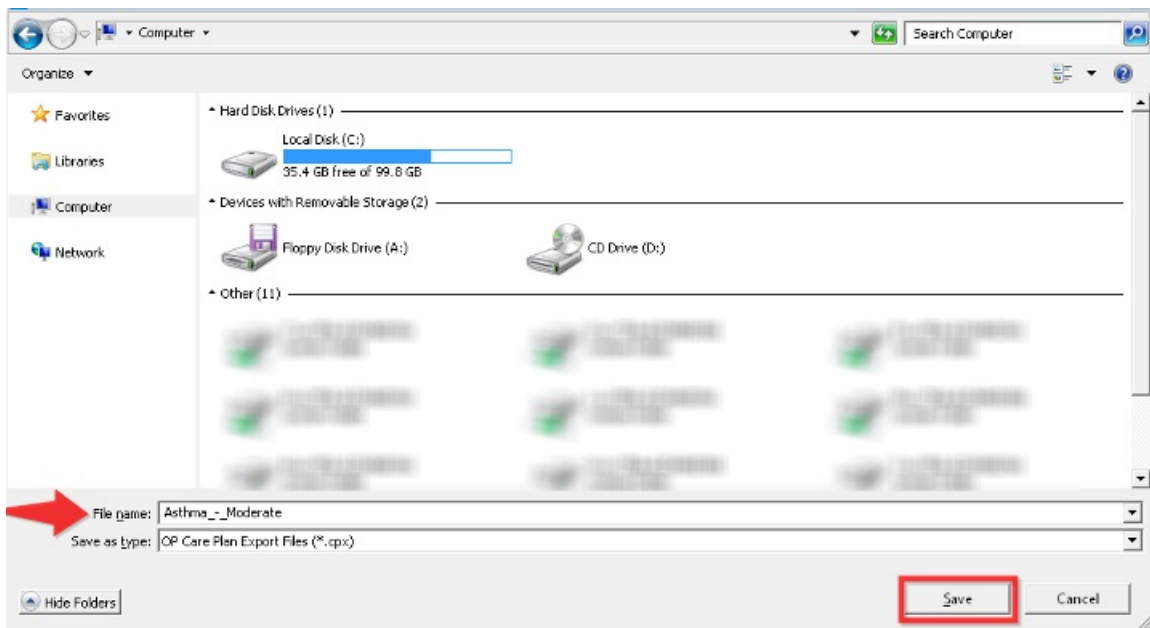 Computer
Search Computer
Organize
Favorites
Libraries
Computer
Network
Hard Disk Drives (1)
Local Disk (C:)
35.4 GB free of 99.8 GB
Devices with Removable Storage (2)
Floppy Disk Drive (A:)
CD Drive (D:)
Other (11)
File name: Asthma_-_Moderate
Save as type: OP Care Plan Export Files (*.cpx)
Hide Folders
Save
Cancel